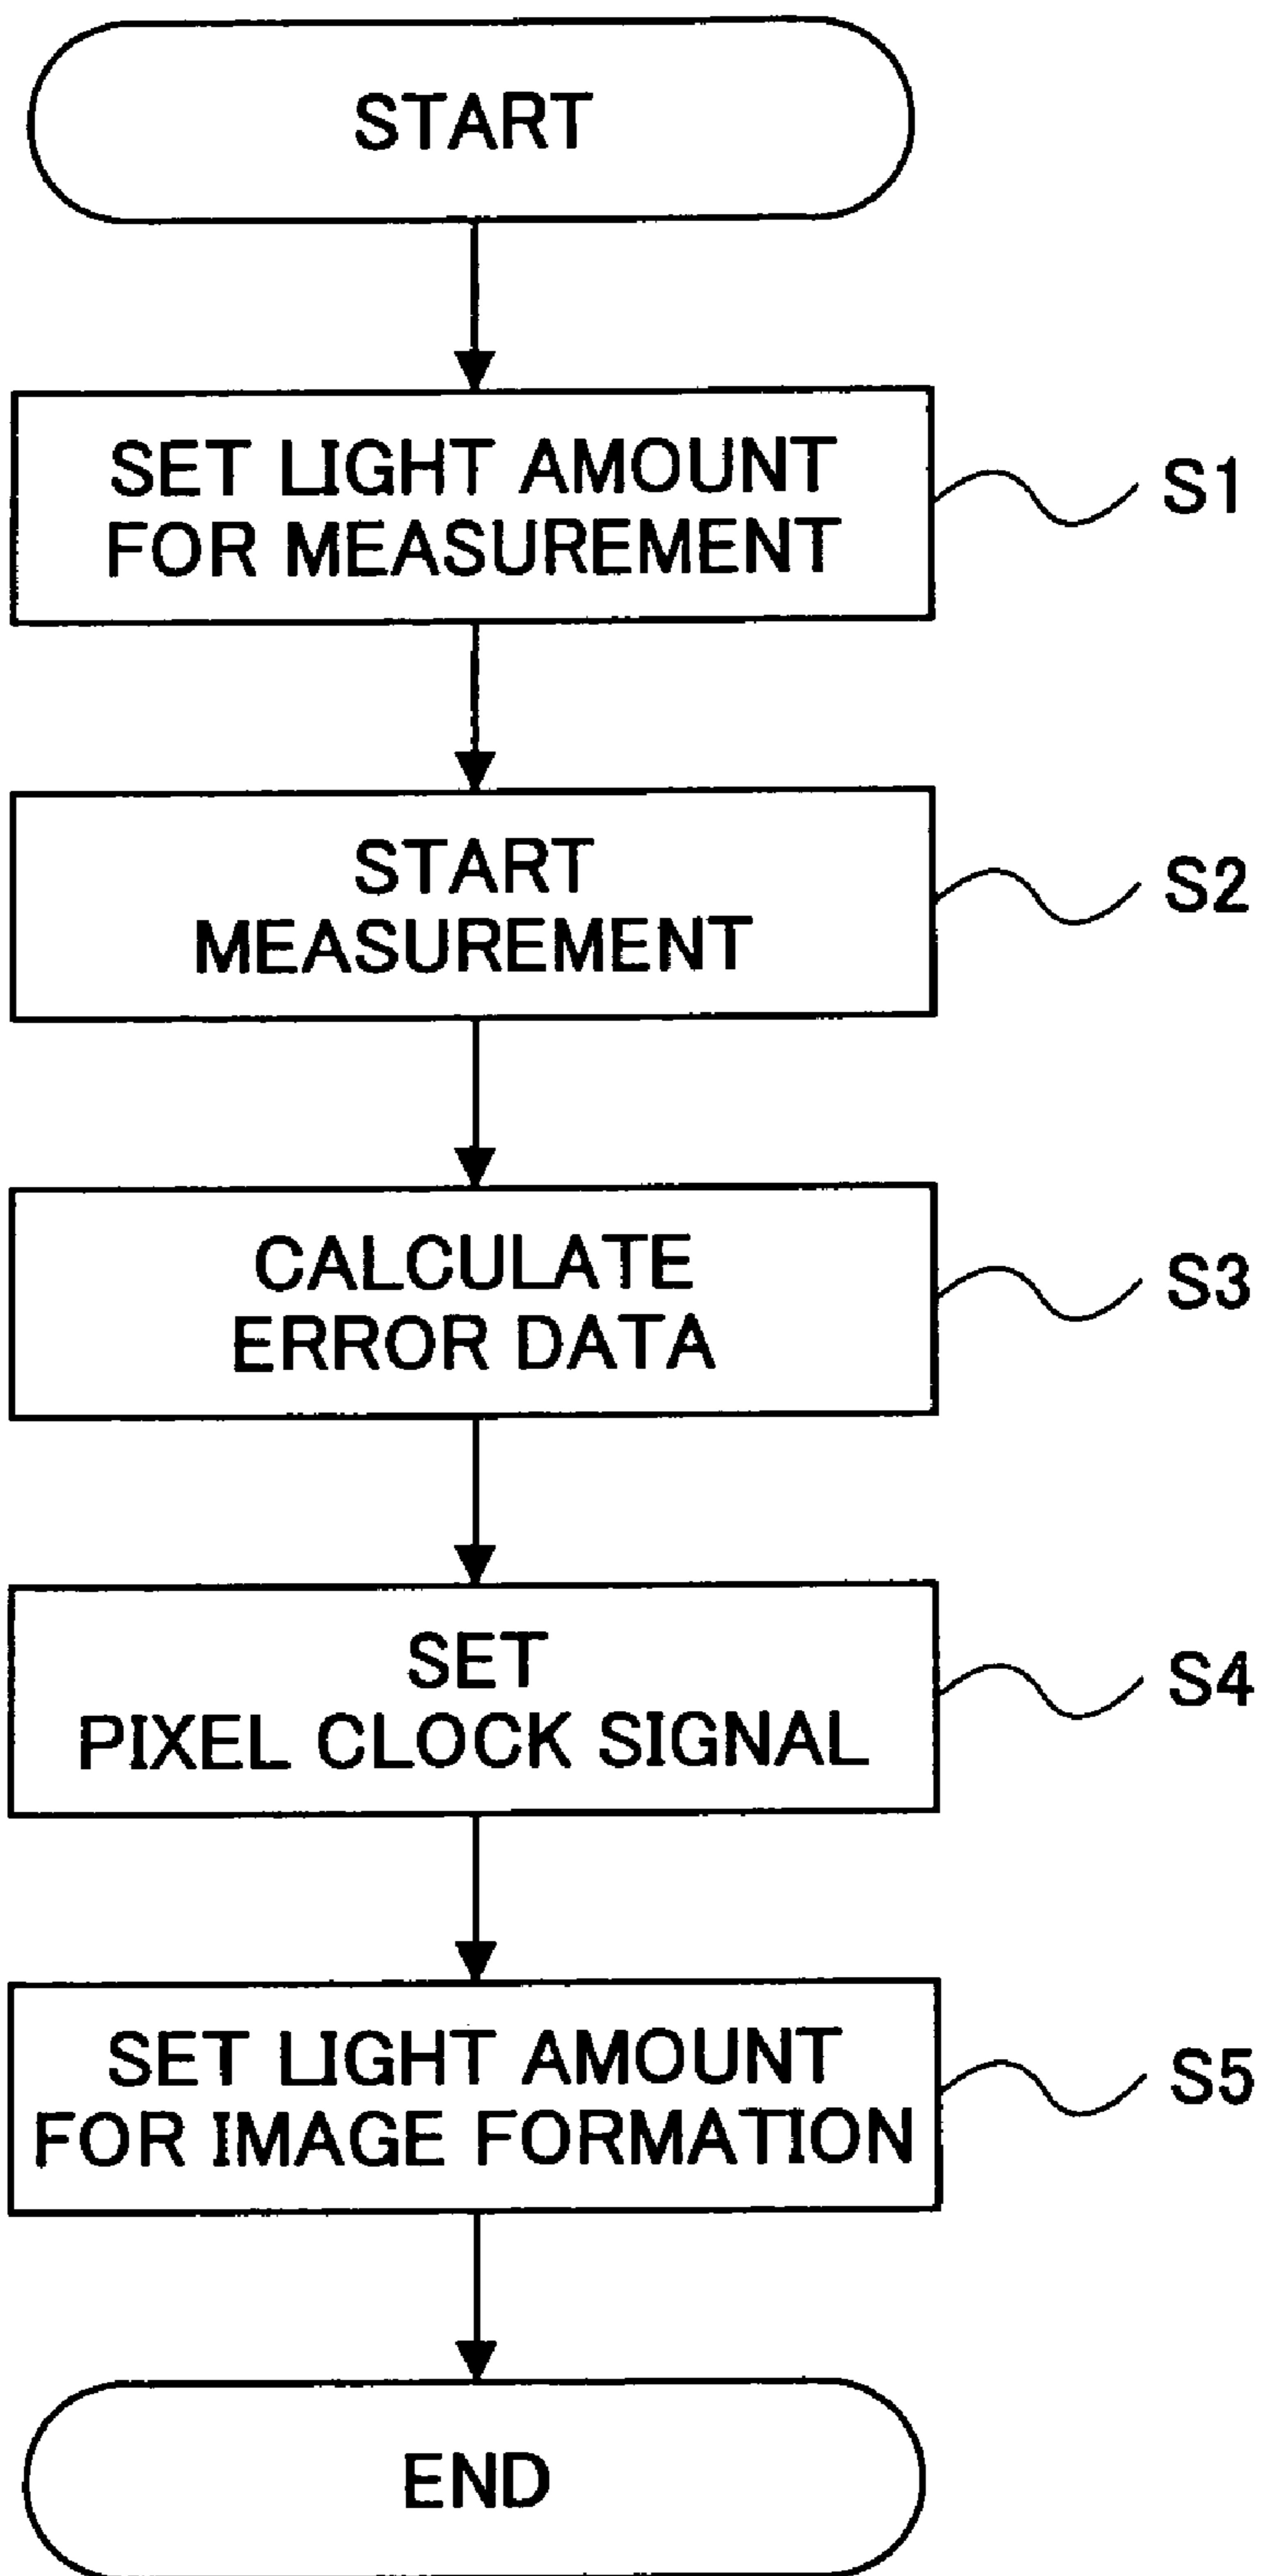 START
SET LIGHT AMOUNT
FOR MEASUREMENT
S1
START
MEASUREMENT
S2
CALCULATE
ERROR DATA
S3
SET
PIXEL CLOCK SIGNAL
S4
SET LIGHT AMOUNT
FOR IMAGE FORMATION
S5
END